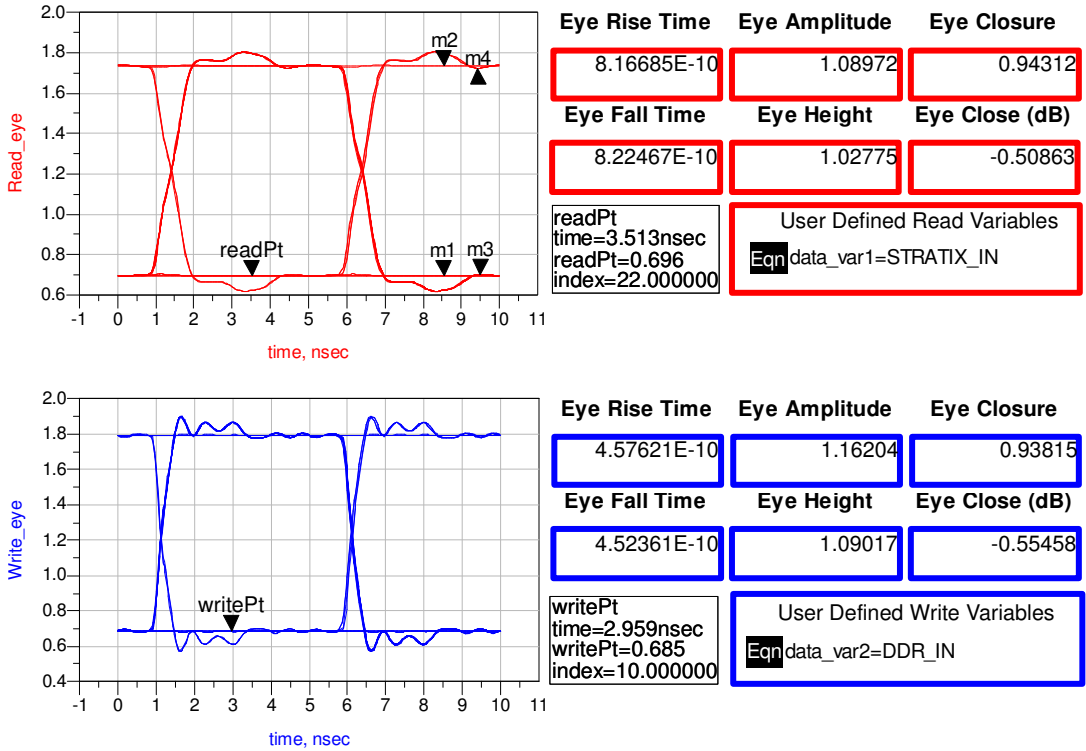 2.0
1.8
1.6
1.4
1.2
1.0
0.8
0.6
Read_eye
m2
m4
readPt
m1
m3
-1 0 1 2 3 4 5 6 7 8 9 10 11
time, nsec
Eye Rise Time Eye Amplitude Eye Closure
8.16685E-10 1.08972 0.94312
Eye Fall Time Eye Height Eye Close (dB)
8.22467E-10 1.02775 -0.50863
readPt
time=3.513nsec
readPt=0.696
index=22.000000
User Defined Read Variables
Eqn data_var1=STRATIX_IN
2.0
1.8
1.6
1.4
1.2
1.0
0.8
0.6
0.4
Write_eye
writePt
-1 0 1 2 3 4 5 6 7 8 9 10 11
time, nsec
Eye Rise Time Eye Amplitude Eye Closure
4.57621E-10 1.16204 0.93815
Eye Fall Time Eye Height Eye Close (dB)
4.52361E-10 1.09017 -0.55458
writePt
time=2.959nsec
writePt=0.685
index=10.000000
User Defined Write Variables
Eqn data_var2=DDR_IN